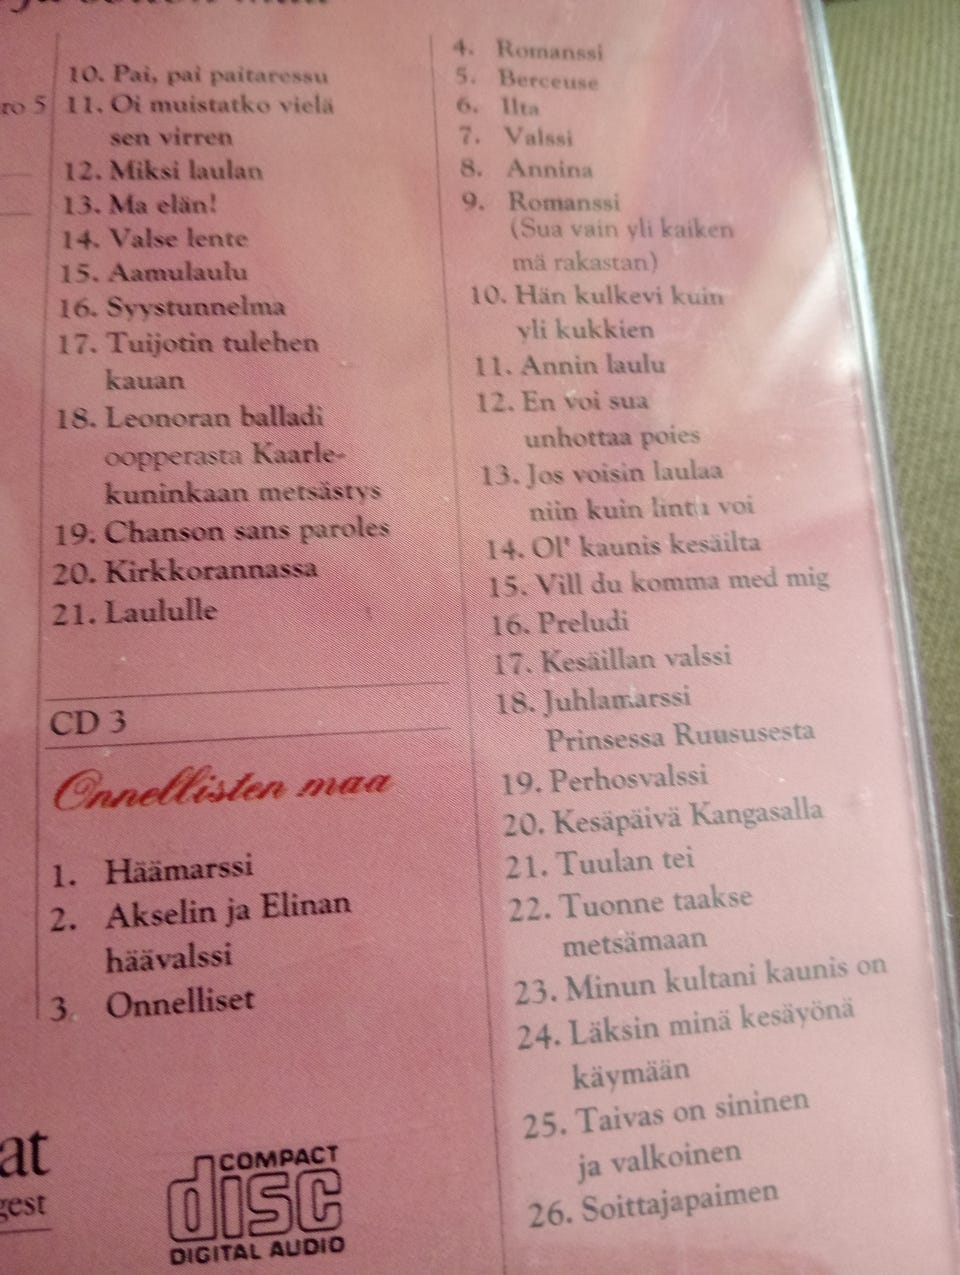 10. Pai, pai paitaressu
ro 5
11. Oi muistatko vielä
sen virren
12. Miksi laulan
13. Ma elän!
14. Valse lente
15. Aamulaulu
16. Syystunnelma
17. Tuijotin tulehen
kauan
18. Leonoran balladi
oopperasta Kaarle-
kuninkaan metsästys
19. Chanson sans paroles
20. Kirkkorannassa
21. Laululle
CD 3
Onnellisten maa
1. Häämarssi
2. Akselin ja Elinan
häävalssi
3. Onnelliset
4. Romanssi
5. Berceuse
6. Ilta
7. Valssi
8. Annina
9. Romanssi
(Sua vain yli kaiken
mä rakastan)
10. Hän kulkevi kuin
yli kukkien
11. Annin laulu
12. En voi sua
unhottaa poies
13. Jos voisin laulaa
niin kuin lintu voi
14. Ol' kaunis kesäilta
15. Vill du komma med mig
16. Preludi
17. Kesäillan valssi
18. Juhlamarssi
Prinsessa Ruususesta
19. Perhosvalssi
20. Kesäpäivä Kangasalla
21. Tuulan tei
22. Tuonne taakse
metsämaan
23. Minun kultani kaunis on
24. Läksin minä kesäyönä
käymään
25. Taivas on sininen
ja valkoinen
26. Soittajapaimen
at
gest
COMPACT
disc
DIGITAL AUDIO